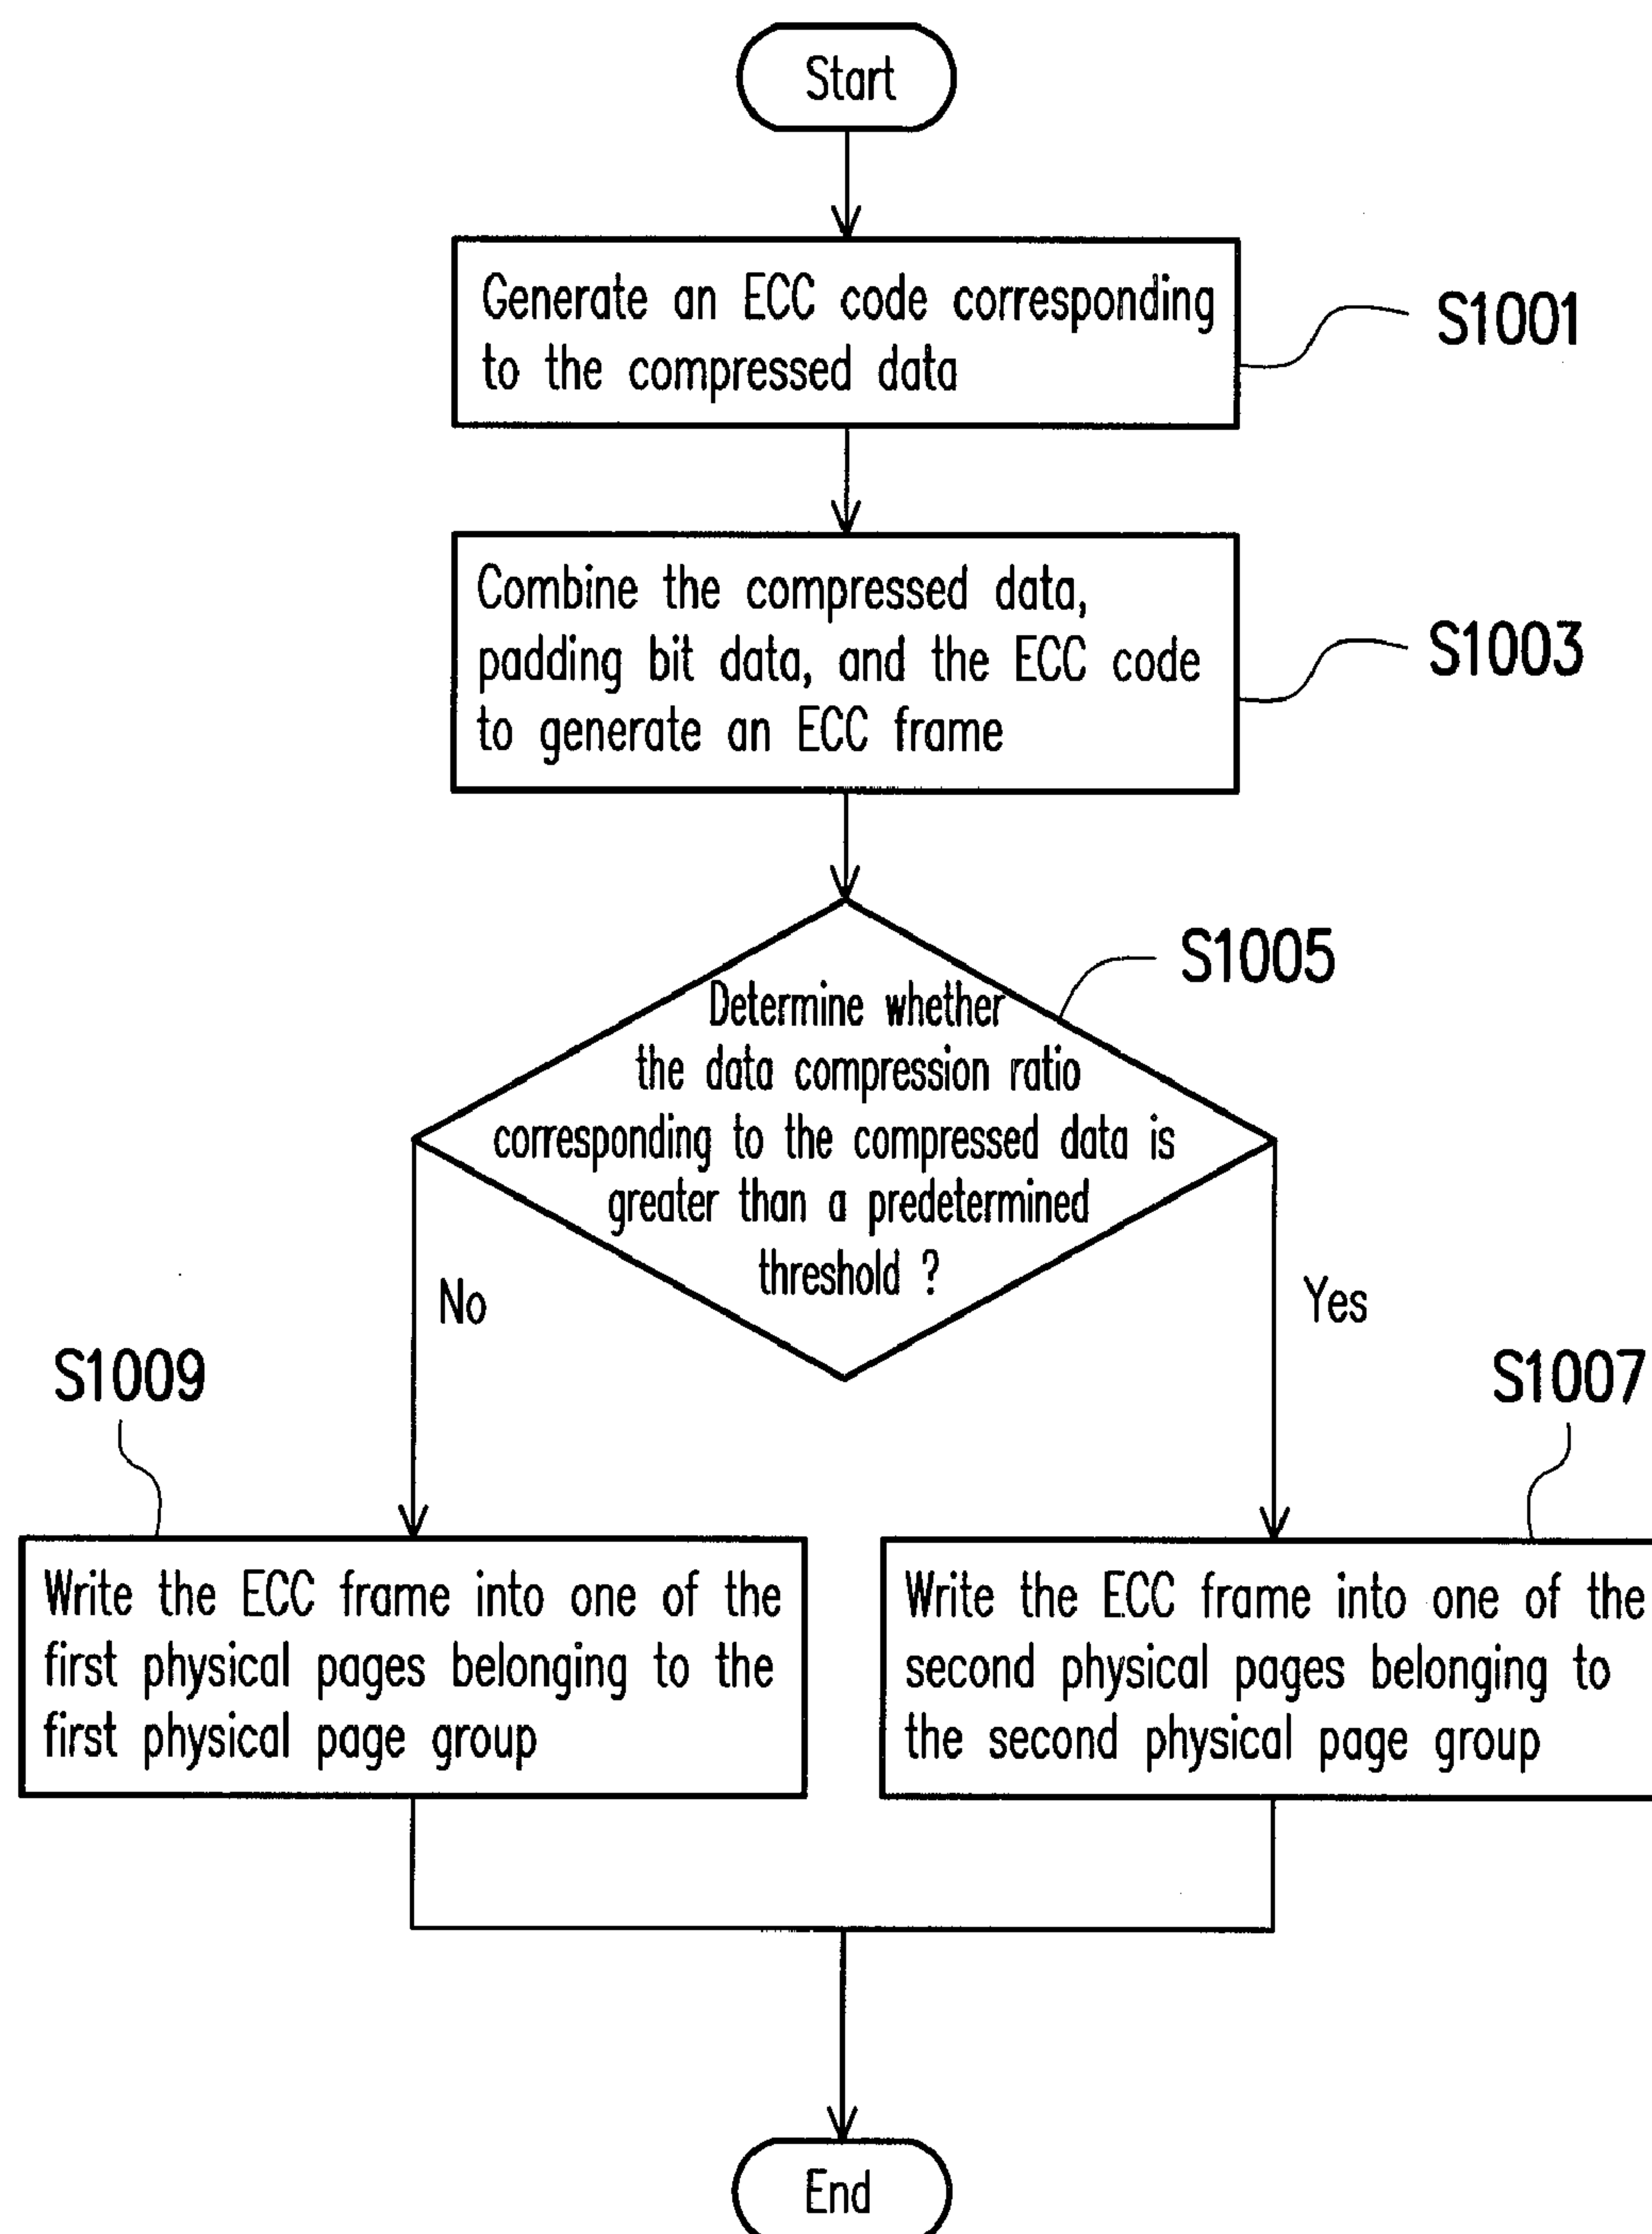 Start
Generate an ECC code corresponding
to the compressed data
S1001
Combine the compressed data,
padding bit data, and the ECC code
to generate an ECC frame
S1003
Determine whether
the data compression ratio
corresponding to the compressed data is
greater than a predetermined
threshold ?
S1005
No
Yes
S1009
S1007
Write the ECC frame into one of the
first physical pages belonging to the
first physical page group
Write the ECC frame into one of the
second physical pages belonging to
the second physical page group
End